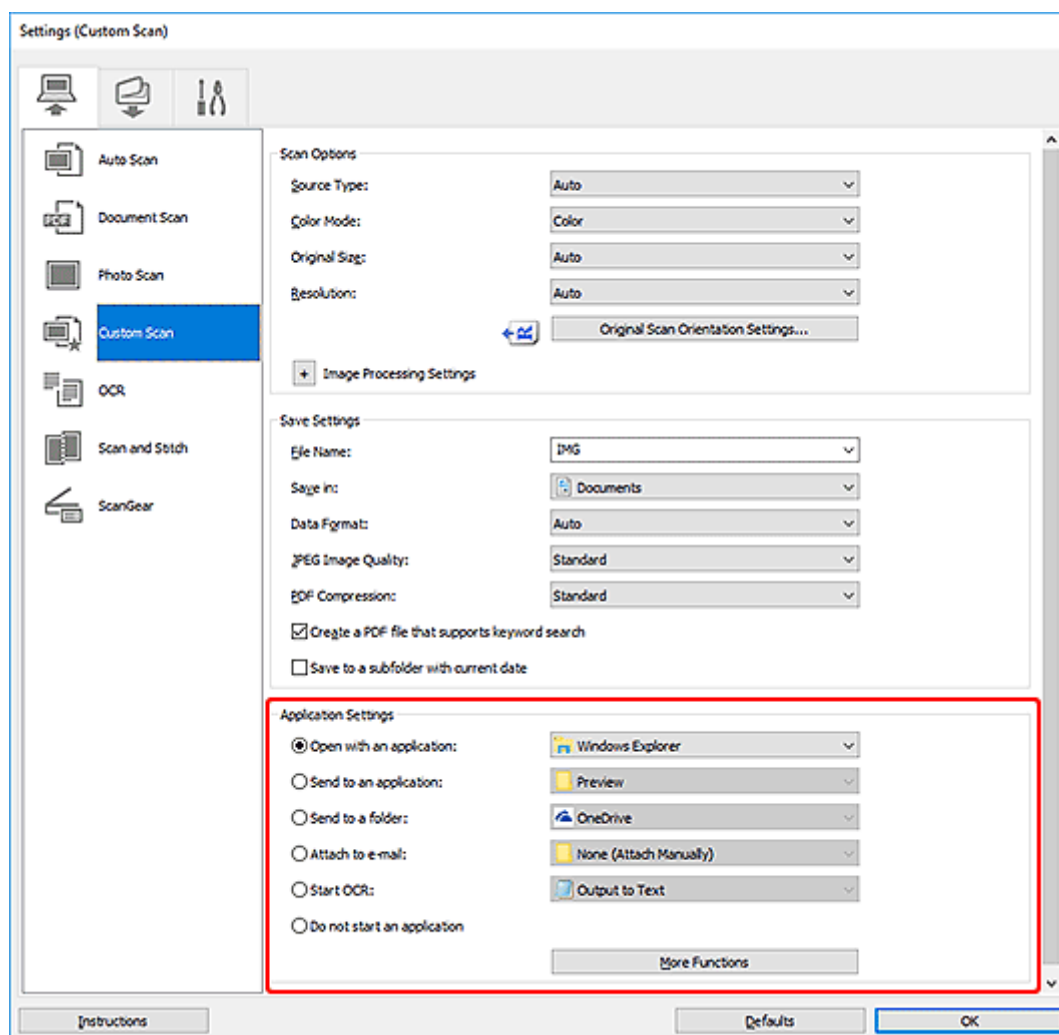 Settings (Custom Scan)
Auto Scan
Document Scan
Photo Scan
Custom Scan
OCR
Scan and Stitch
ScanGear
Scan Options
Source Type: Auto
Color Mode: Color
Original Size: Auto
Resolution: Auto
Original Scan Orientation Settings...
+ Image Processing Settings
Save Settings
File Name: IMG
Save in: Documents
Data Format: Auto
JPEG Image Quality: Standard
PDF Compression: Standard
Create a PDF file that supports keyword search
Save to a subfolder with current date
Application Settings
Open with an application: Windows Explorer
Send to an application: Preview
Send to a folder: OneDrive
Attach to e-mail: None (Attach Manually)
Start OCR: Output to Text
Do not start an application
More Functions
Instructions Defaults OK